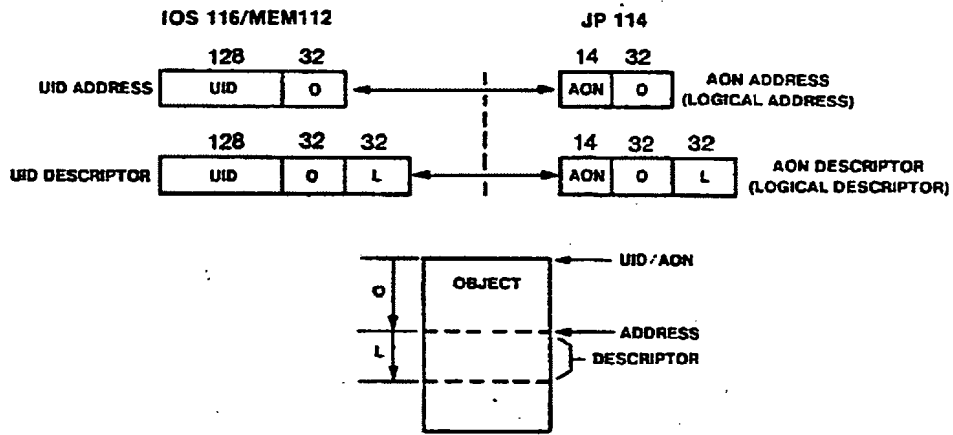 IOS 116/MEM112 JP 114
128 32 14 32
UID ADDRESS UID O AON O AON ADDRESS
(LOGICAL ADDRESS)
128 32 32 14 32 32
UID DESCRIPTOR UID O L AON O L AON DESCRIPTOR
(LOGICAL DESCRIPTOR)
UID/AON
OBJECT
O
ADDRESS
L
DESCRIPTOR